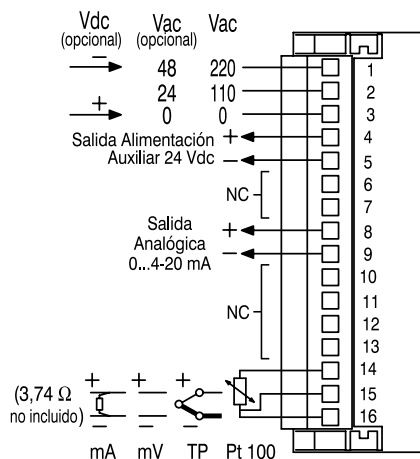 Vdc Vac Vac
(opcional) (opcional)
− 48 220 1
24 110 2
+ 0 0 3
Salida Alimentación + 4
Auxiliar 24 Vdc − 5
NC 6
7
Salida + 8
Analógica − 9
0...4-20 mA
10
NC 11
12
13
14
+ + +
(3,74 Ω 15
no incluido) 16
− − −
mA mV TP Pt 100